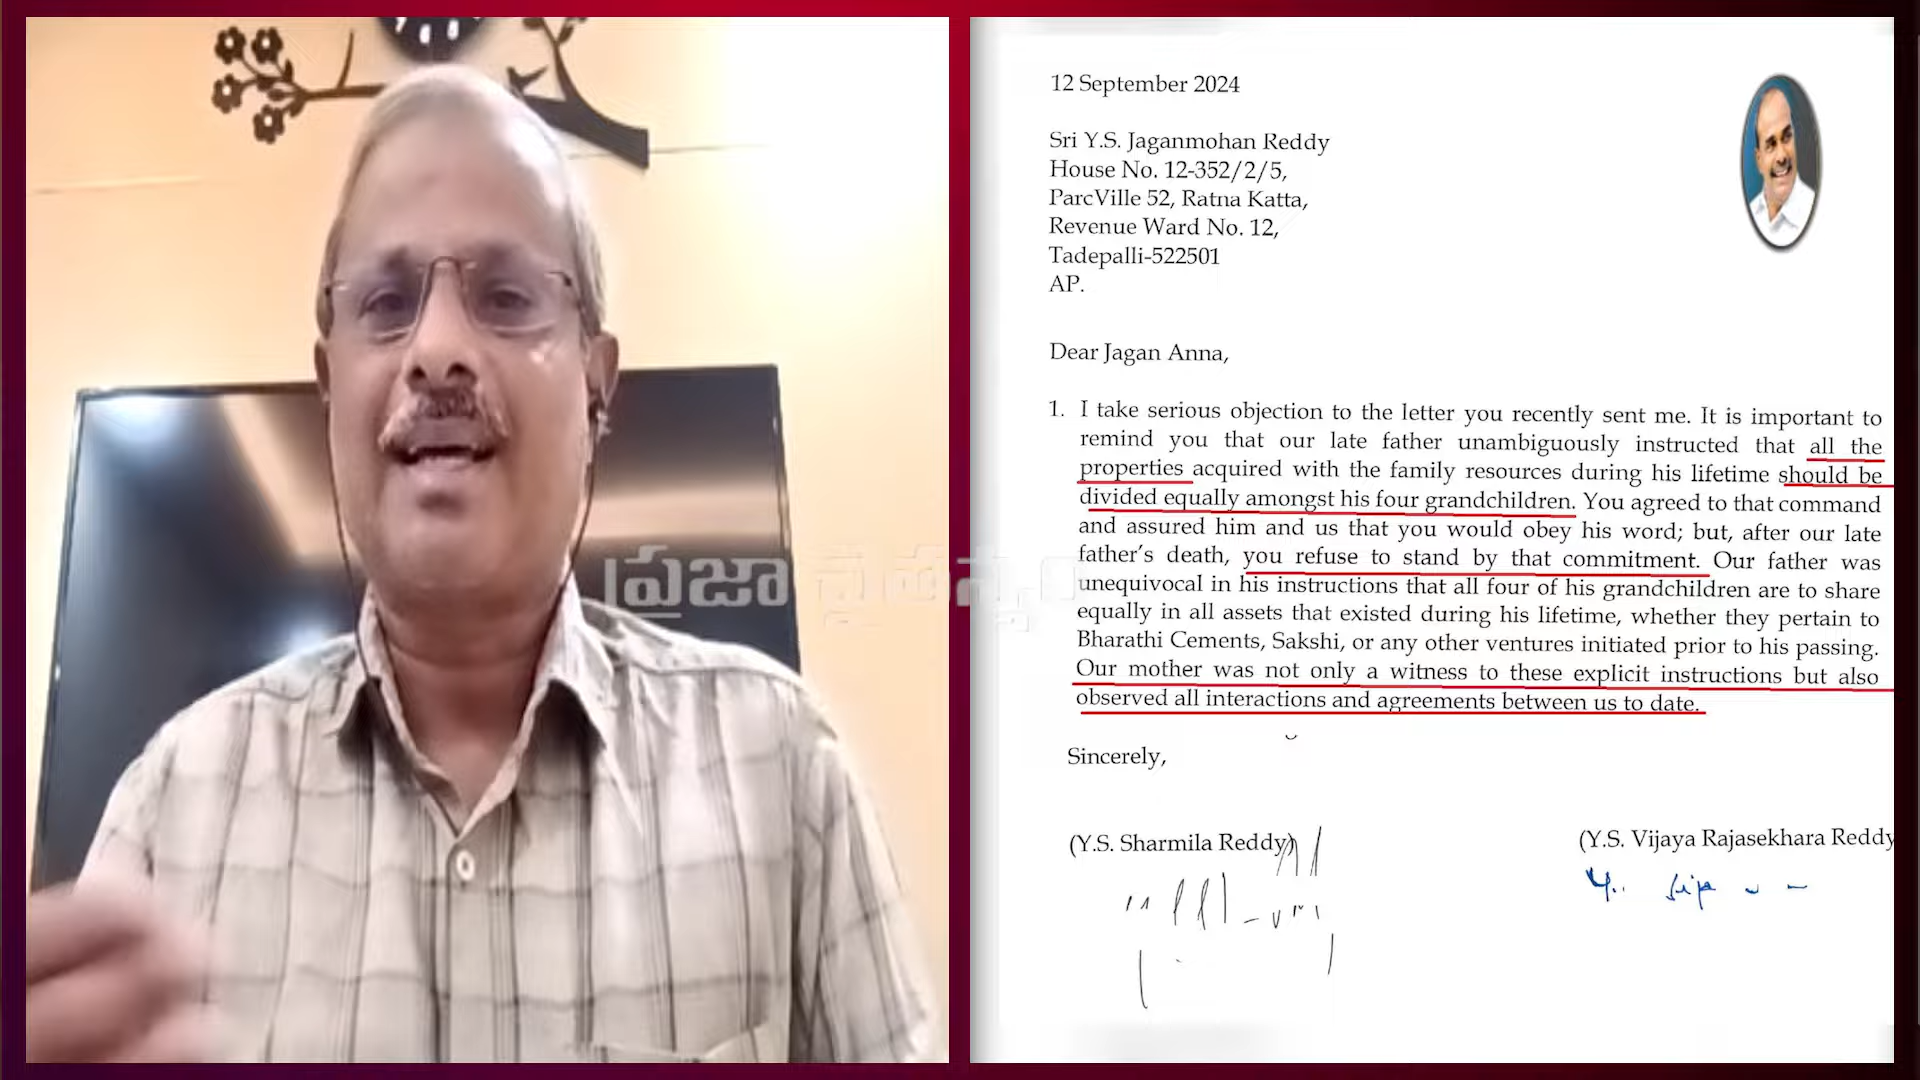 12 September 2024
Sri Y.S. Jaganmohan Reddy
House No. 12-352/2/5,
ParcVille 52, Ratna Katta,
Revenue Ward No. 12,
Tadepalli-522501
AP.
Dear Jagan Anna,
1. I take serious objection to the letter you recently sent me. It is important to
remind you that our late father unambiguously instructed that all the
properties acquired with the family resources during his lifetime should be
divided equally amongst his four grandchildren. You agreed to that command
and assured him and us that you would obey his word; but, after our late
father's death, you refuse to stand by that commitment. Our father was
unequivocal in his instructions that all four of his grandchildren are to share
equally in all assets that existed during his lifetime, whether they pertain to
Bharathi Cements, Sakshi, or any other ventures initiated prior to his passing.
Our mother was not only a witness to these explicit instructions but also
observed all interactions and agreements between us to date.
Sincerely,
(Y.S. Sharmila Reddy)
(Y.S. Vijaya Rajasekhara Reddy
ప్రజా చైతన్యం